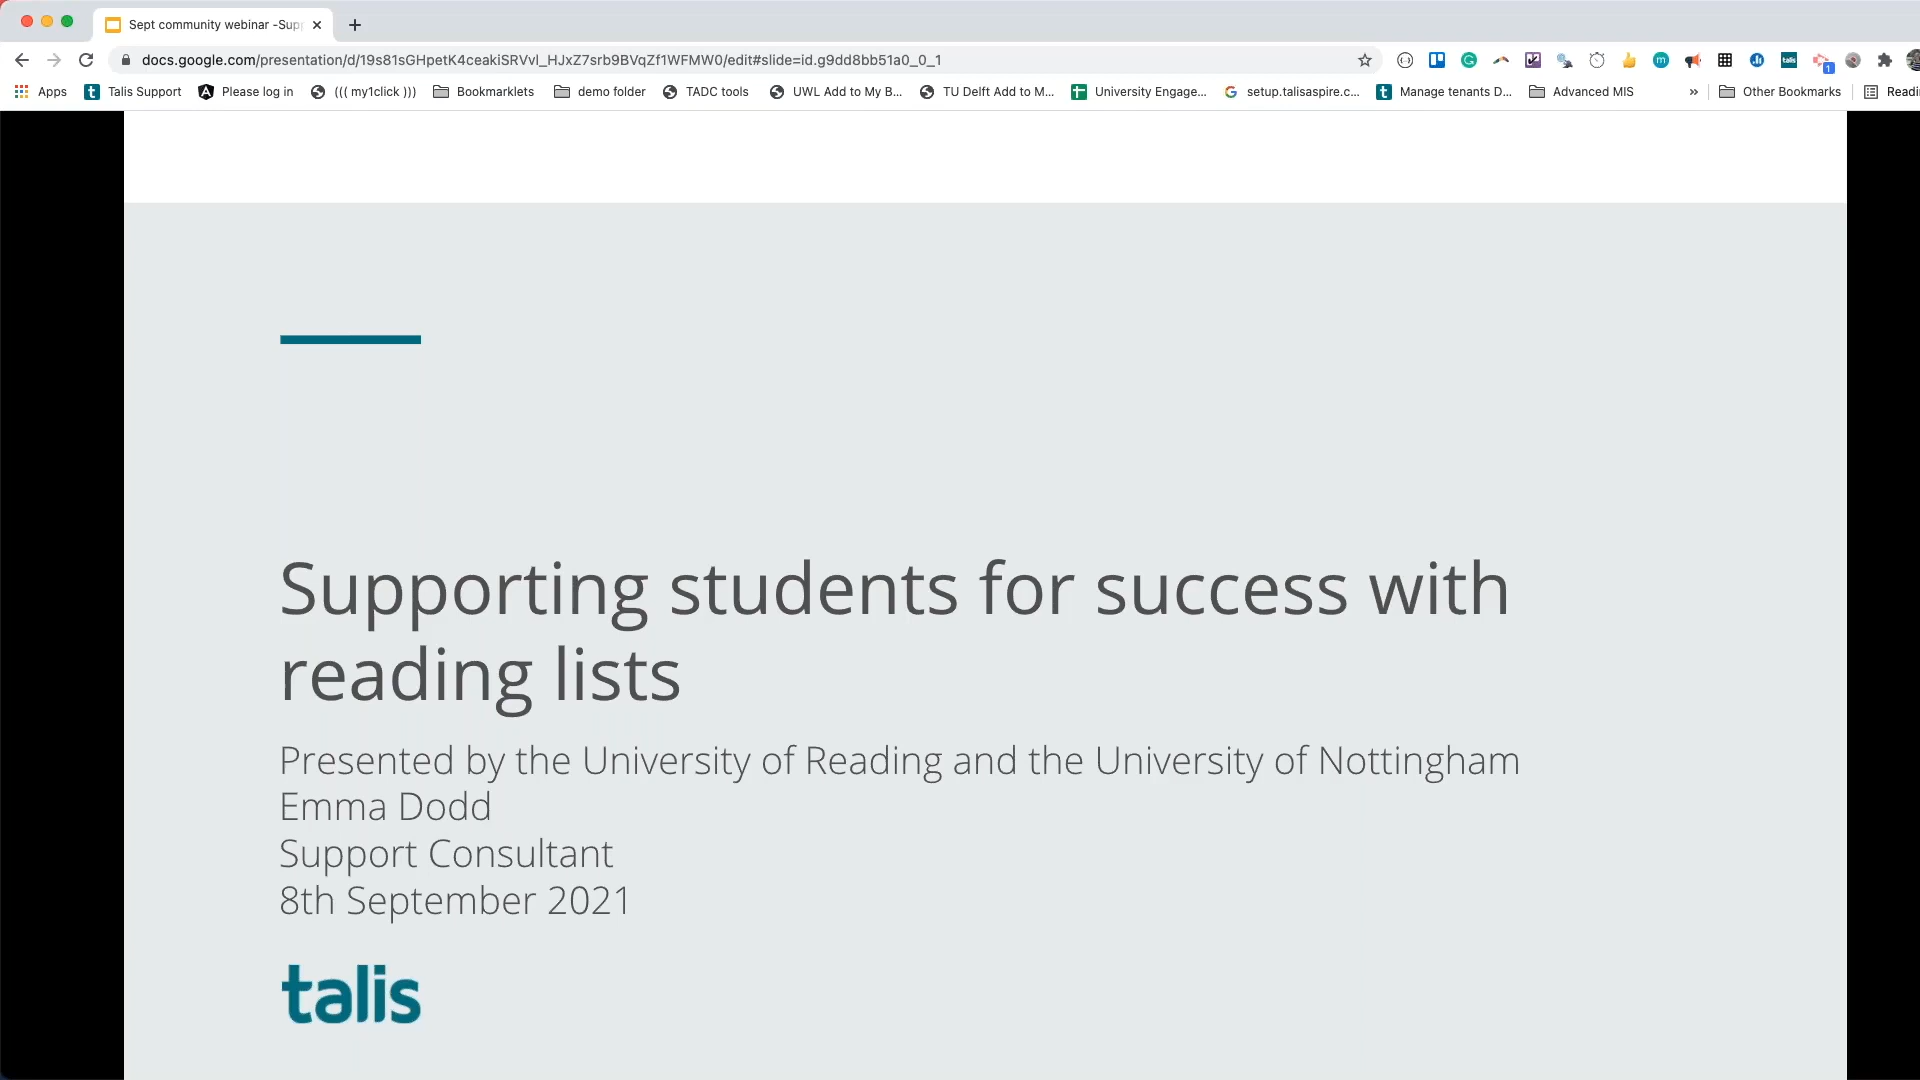 Sept community webinar -Sup
docs.google.com/presentation/d/19s81sGHpetK4ceakiSRVvl_HJxZ7srb9BVqZf1WFMW0/edit#slide=id.g9dd8bb51a0_0_1
Apps Talis Support Please log in ((( my1click ))) Bookmarklets demo folder TADC tools UWL Add to My B... TU Delft Add to M... University Engage... setup.talisaspire.c... Manage tenants D... Advanced MIS » Other Bookmarks Readi
Supporting students for success with
reading lists
Presented by the University of Reading and the University of Nottingham
Emma Dodd
Support Consultant
8th September 2021
talis